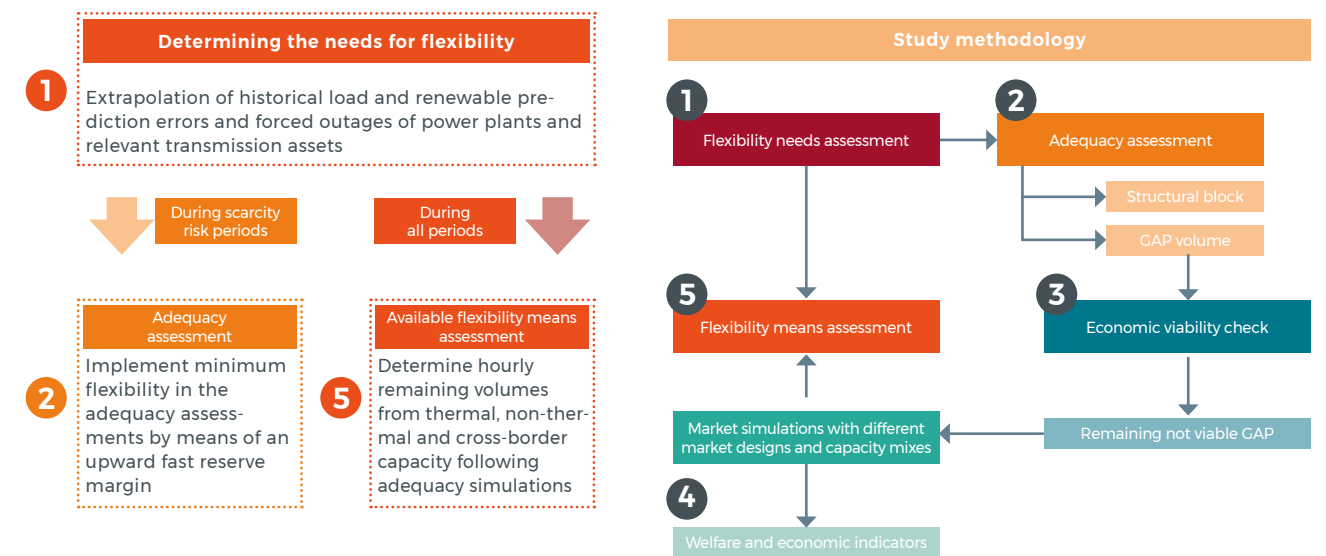 Determining the needs for flexibility
1
Extrapolation of historical load and renewable pre-
diction errors and forced outages of power plants and
relevant transmission assets
During scarcity
risk periods
During
all periods
Adequacy
assessment
2
Implement minimum
flexibility in the
adequacy assess-
ments by means of an
upward fast reserve
margin
Available flexibility means
assessment
5
Determine hourly
remaining volumes
from thermal, non-ther-
mal and cross-border
capacity following
adequacy simulations
Study methodology
1
Flexibility needs assessment
2
Adequacy assessment
Structural block
GAP volume
3
Economic viability check
Remaining not viable GAP
5
Flexibility means assessment
Market simulations with different
market designs and capacity mixes
4
Welfare and economic indicators